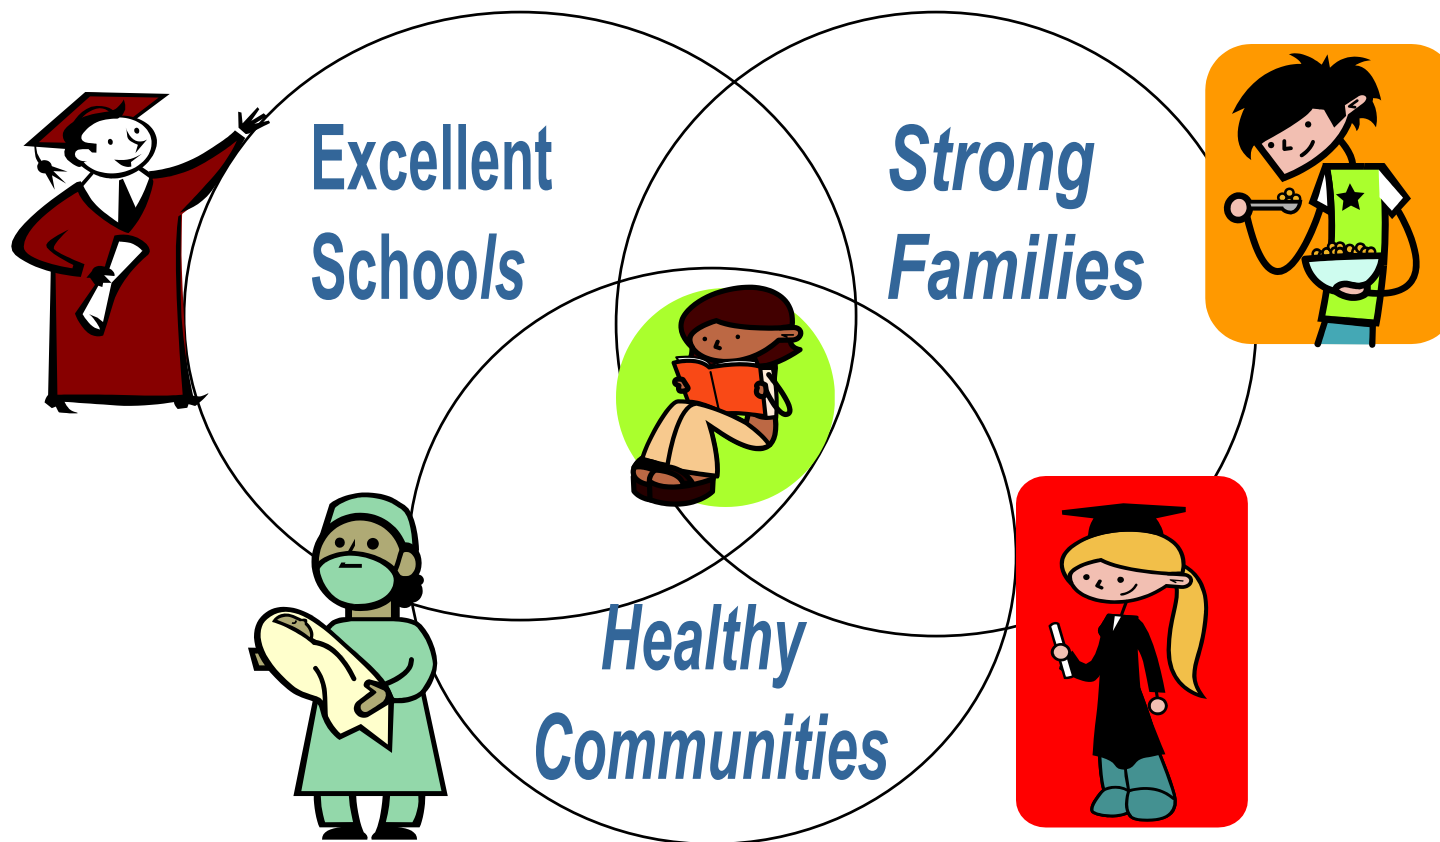 Excellent
Schools
Strong
Families
Healthy
Communities